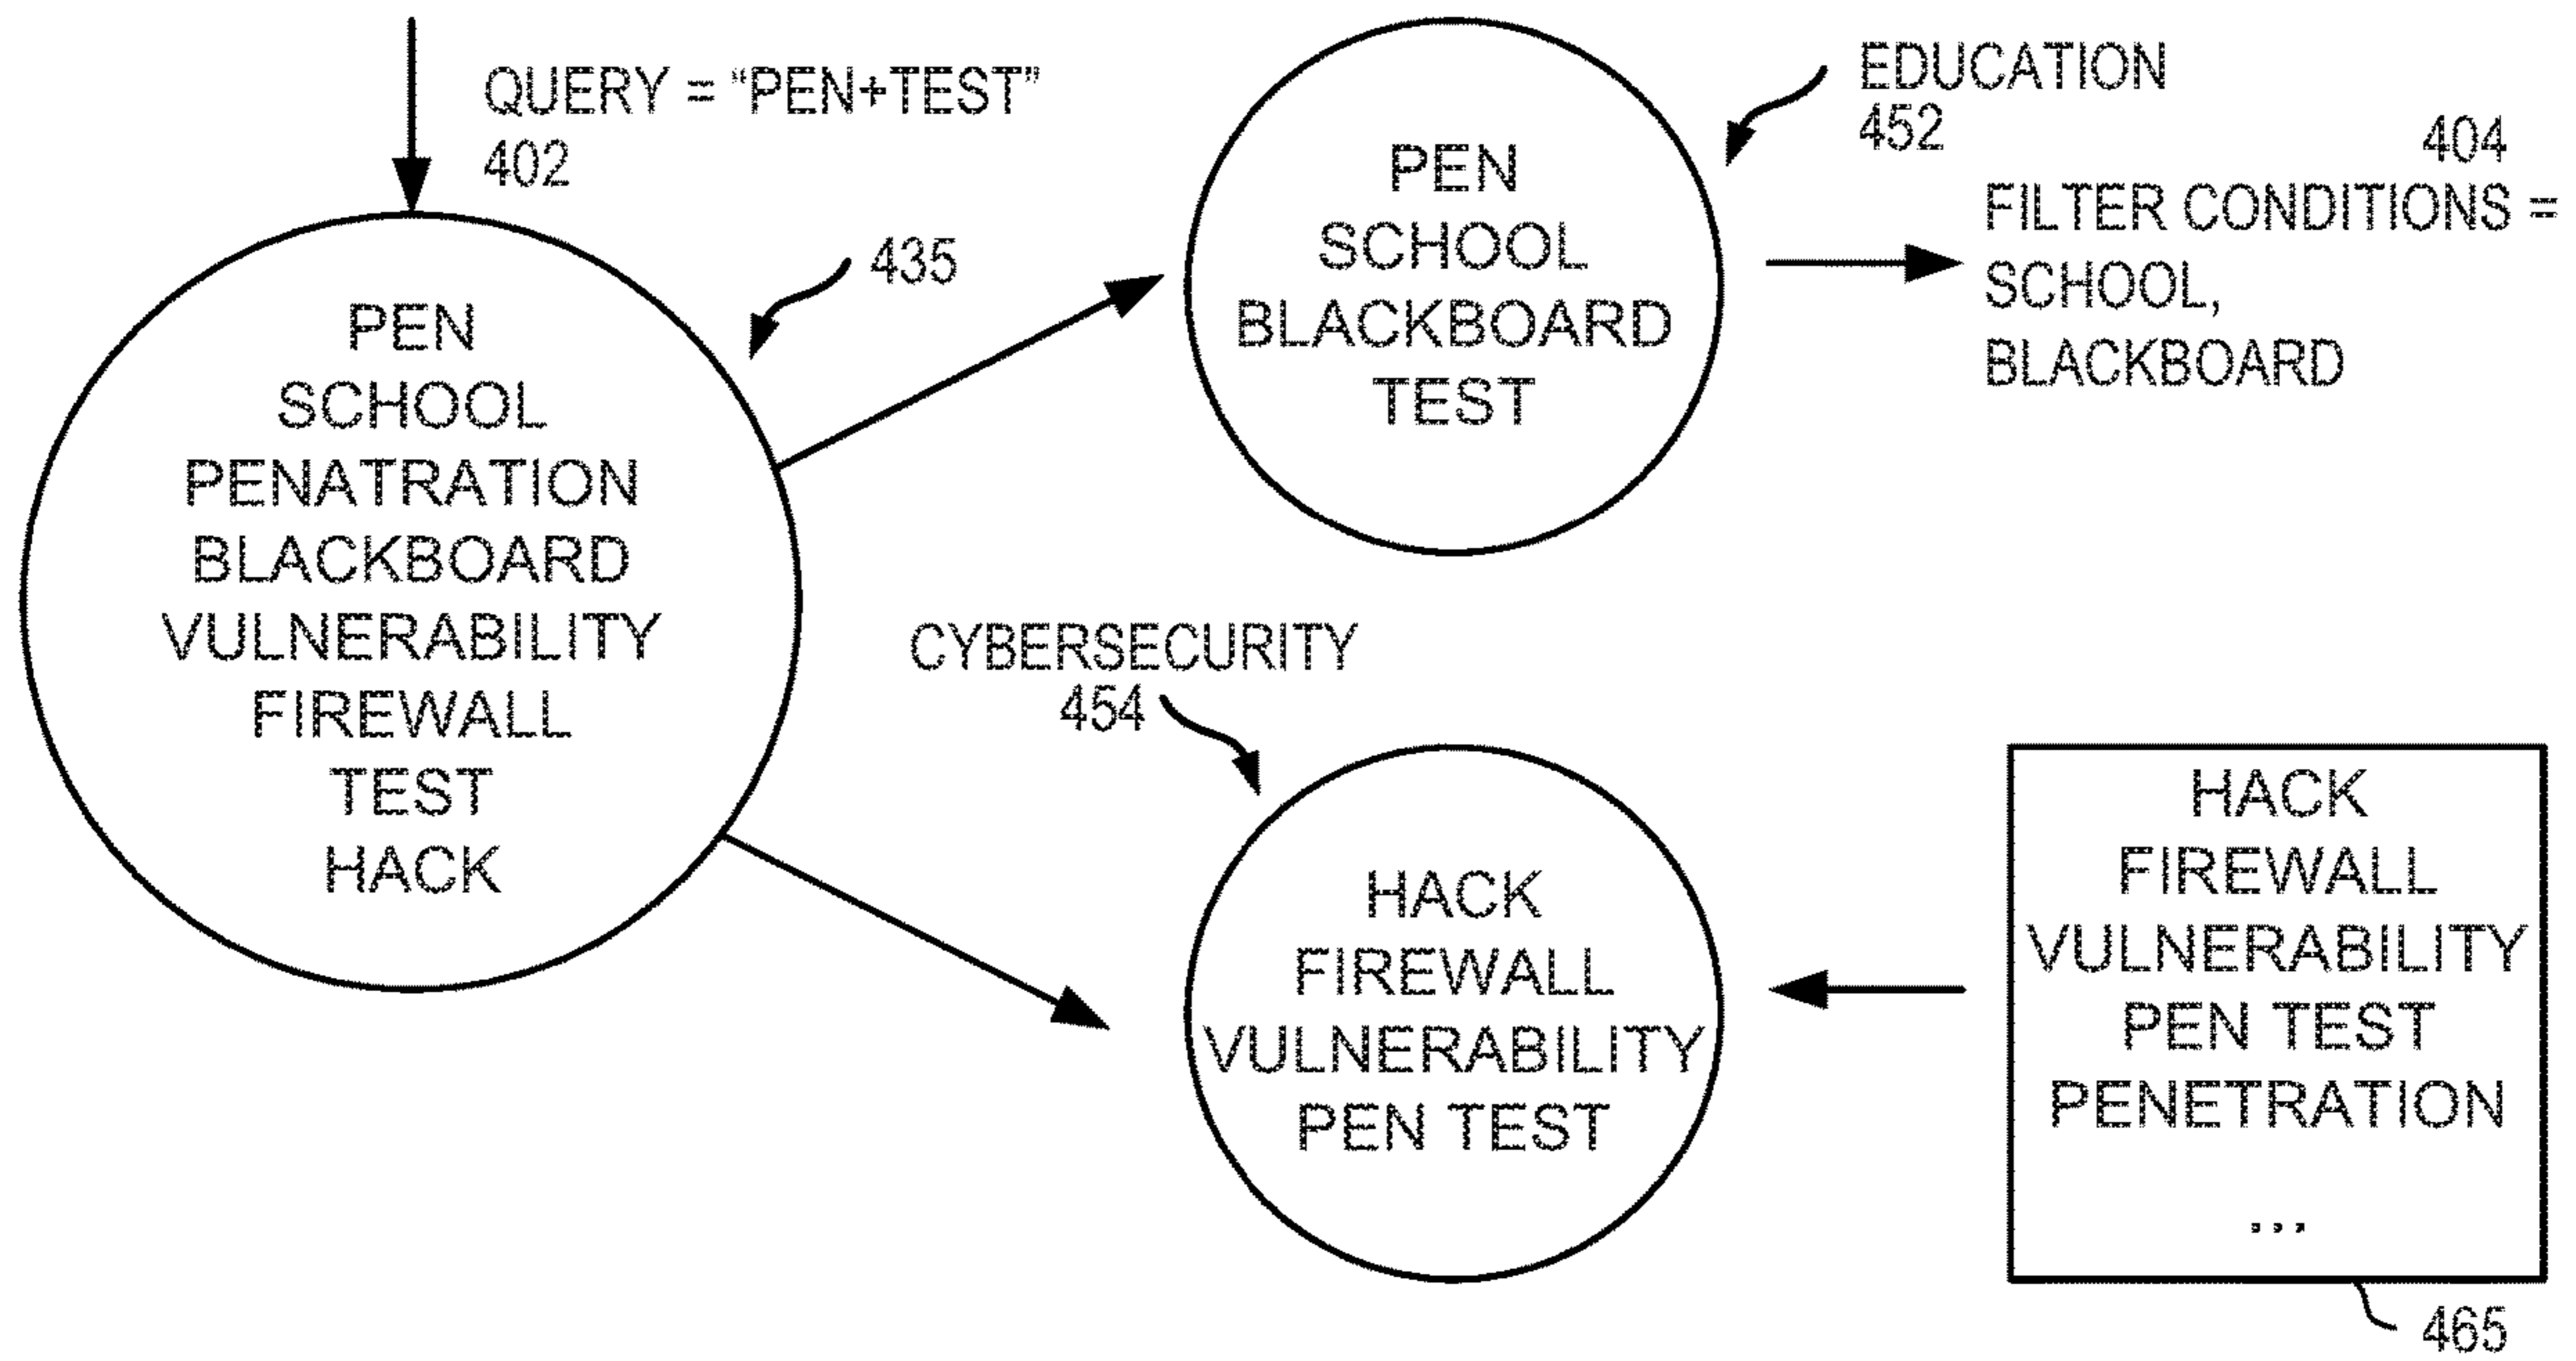 QUERY = “PEN+TEST”
402
435
PEN
SCHOOL
PENATRATION
BLACKBOARD
VULNERABILITY
FIREWALL
TEST
HACK
PEN
SCHOOL
BLACKBOARD
TEST
EDUCATION
452
404
FILTER CONDITIONS =
SCHOOL,
BLACKBOARD
CYBERSECURITY
454
HACK
FIREWALL
VULNERABILITY
PEN TEST
HACK
FIREWALL
VULNERABILITY
PEN TEST
PENETRATION
...
465